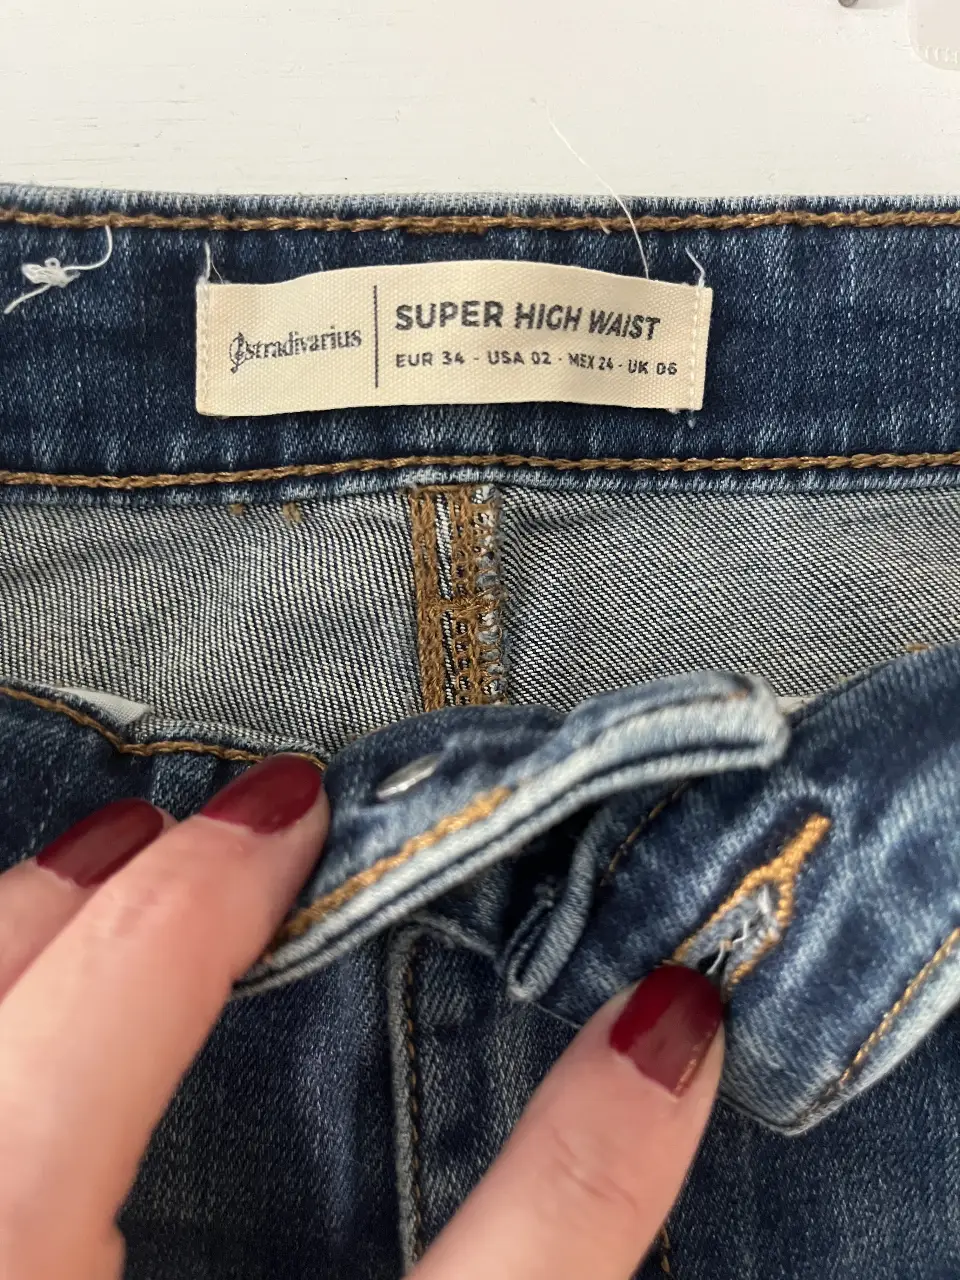 stradivarius
SUPER HIGH WAIST
EUR 34 - USA 02 - MEX 24 - UK 06